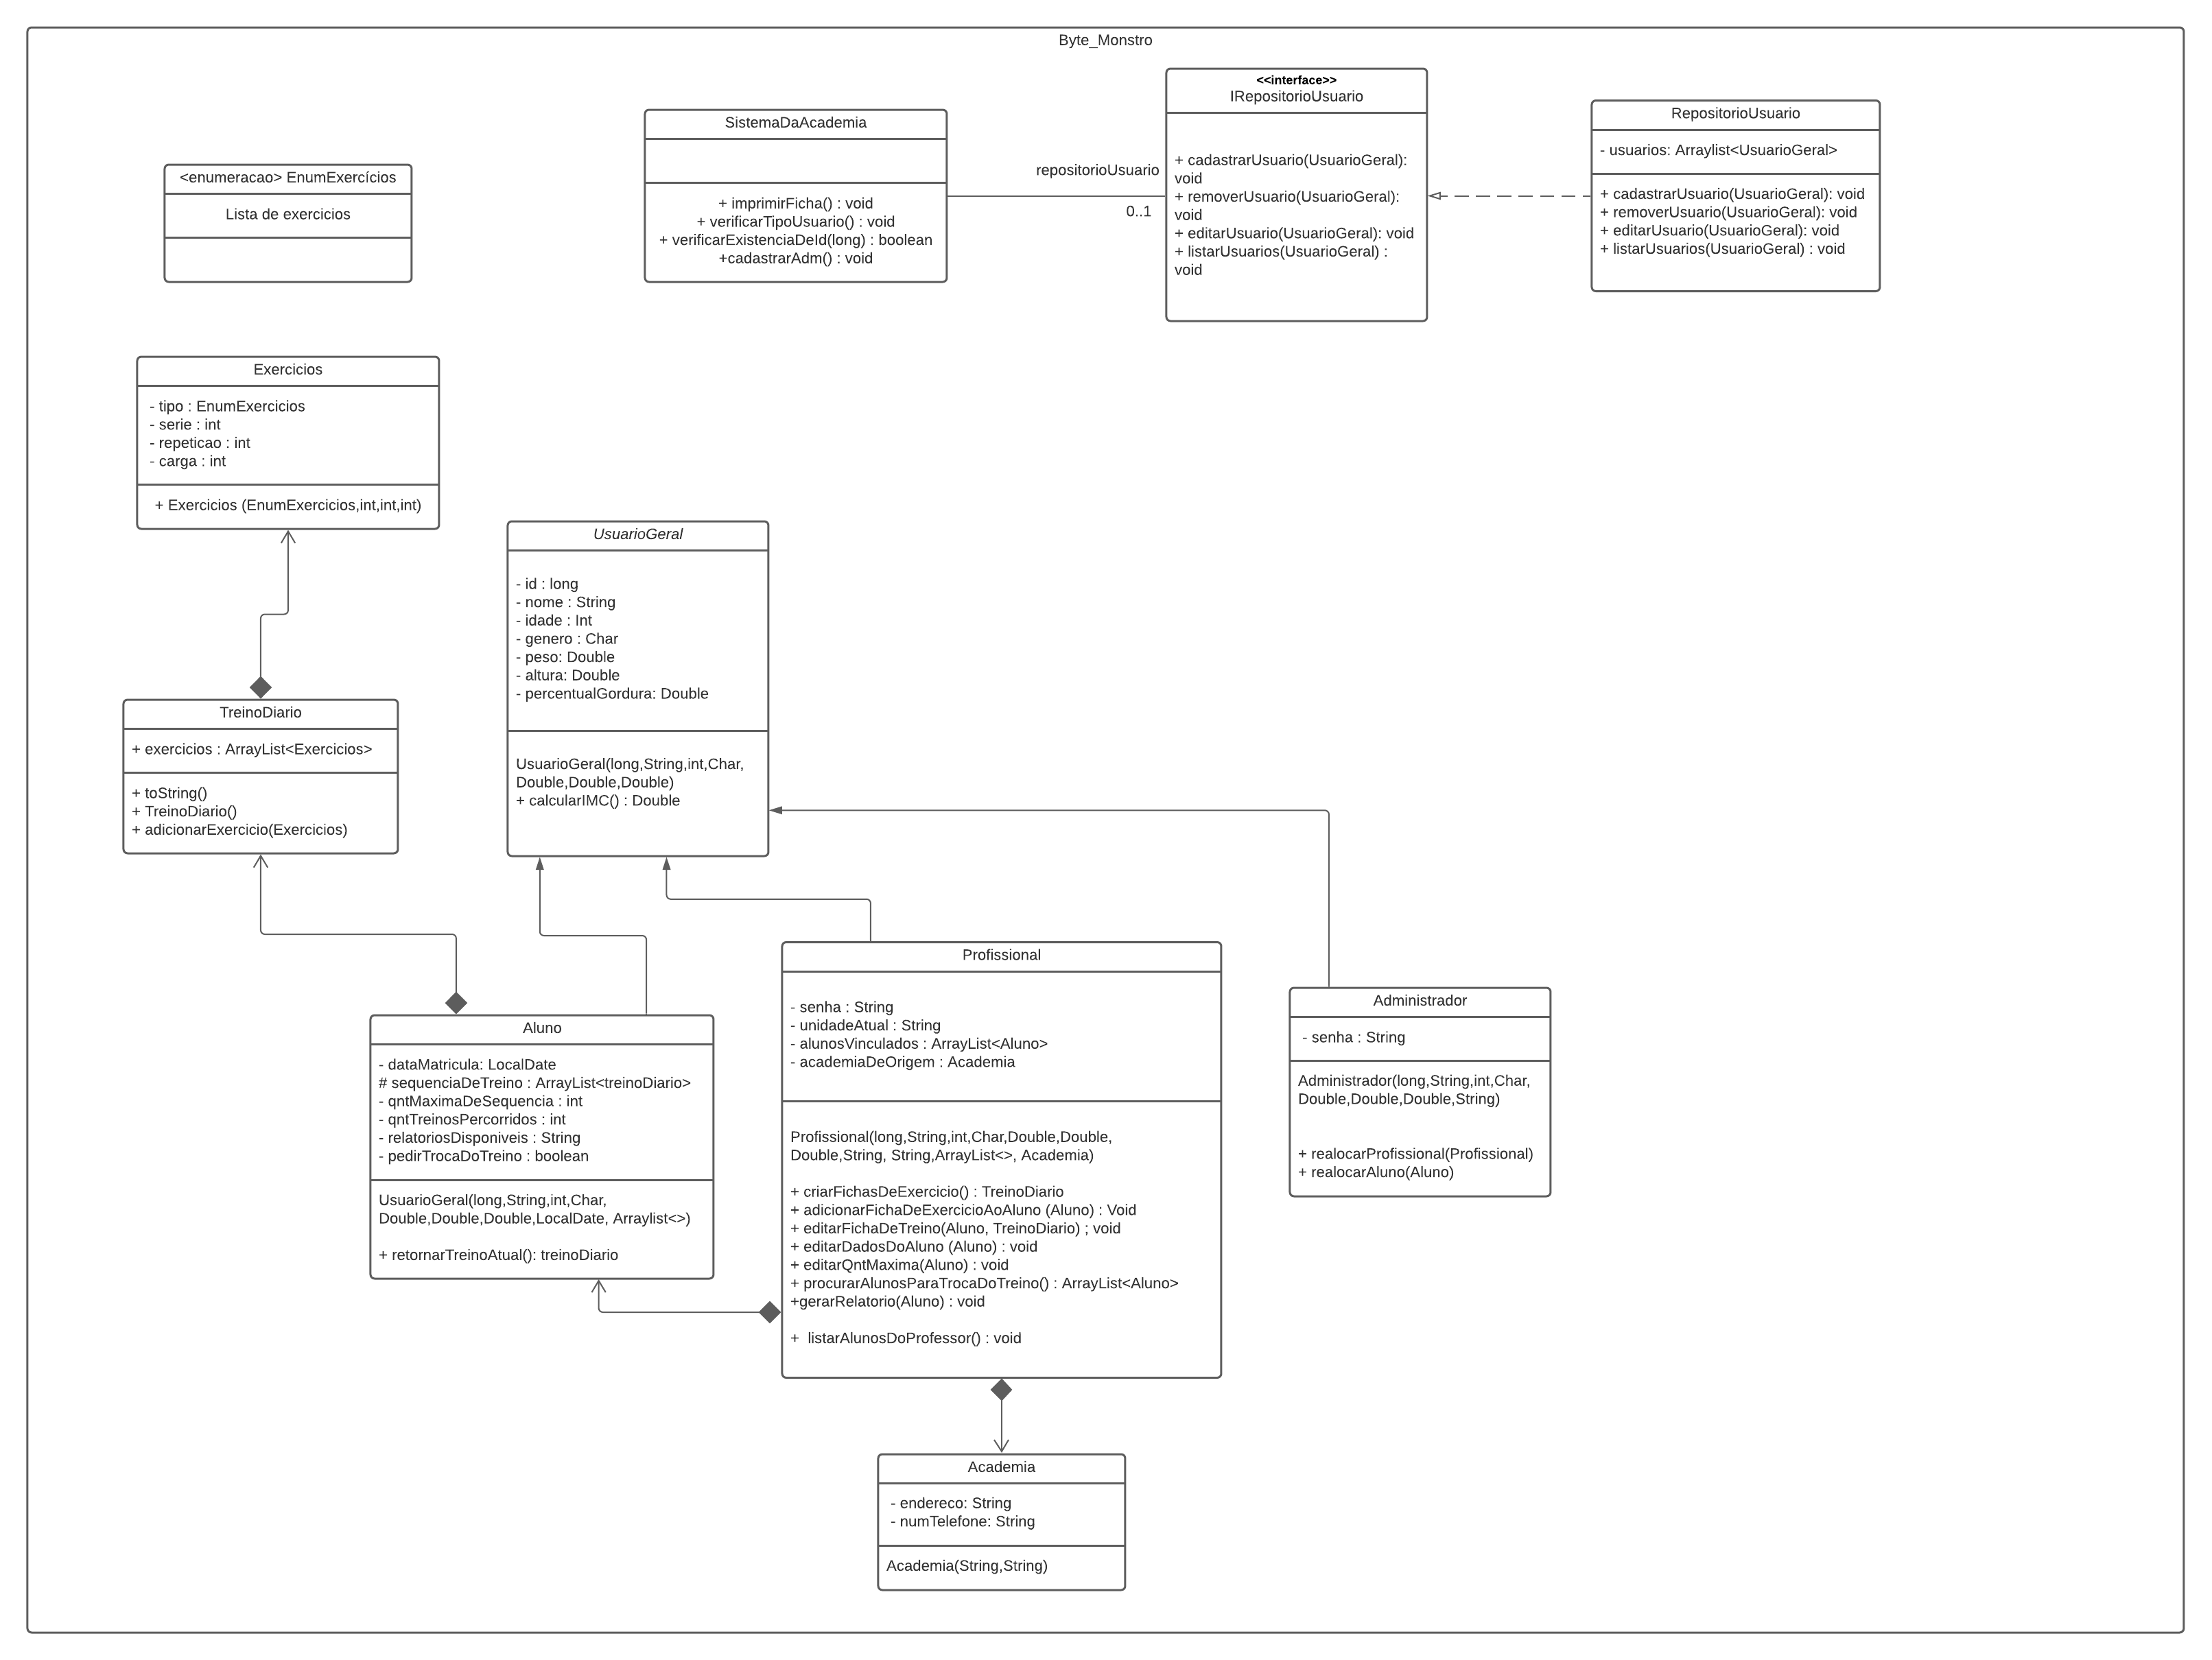 Byte_Monstro
<<interface>>
IRepositorioUsuario
+ cadastrarUsuario(UsuarioGeral):
void
+ removerUsuario(UsuarioGeral):
void
+ editarUsuario(UsuarioGeral): void
+ listarUsuarios(UsuarioGeral) :
void
RepositorioUsuario
- usuarios: Arraylist<UsuarioGeral>
+ cadastrarUsuario(UsuarioGeral): void
+ removerUsuario(UsuarioGeral): void
+ editarUsuario(UsuarioGeral): void
+ listarUsuarios(UsuarioGeral) : void
SistemaDaAcademia
+ imprimirFicha() : void
+ verificarTipoUsuario() : void
+ verificarExistenciaDeId(long) : boolean
+cadastrarAdm() : void
repositorioUsuario
0..1
<enumeracao> EnumExercícios
Lista de exercicios
Exercicios
- tipo : EnumExercicios
- serie : int
- repeticao : int
- carga : int
+ Exercicios (EnumExercicios,int,int,int)
UsuarioGeral
- id : long
- nome : String
- idade : Int
- genero : Char
- peso: Double
- altura: Double
- percentualGordura: Double
UsuarioGeral(long,String,int,Char,
Double,Double,Double)
+ calcularIMC() : Double
TreinoDiario
+ exercicios : ArrayList<Exercicios>
+ toString()
+ TreinoDiario()
+ adicionarExercicio(Exercicios)
Aluno
- dataMatricula: LocalDate
# sequenciaDeTreino : ArrayList<treinoDiario>
- qntMaximaDeSequencia : int
- qntTreinosPercorridos : int
- relatoriosDisponiveis : String
- pedirTrocaDoTreino : boolean
UsuarioGeral(long,String,int,Char,
Double,Double,Double,LocalDate, Arraylist<>)
+ retornarTreinoAtual(): treinoDiario
Profissional
- senha : String
- unidadeAtual : String
- alunosVinculados : ArrayList<Aluno>
- academiaDeOrigem : Academia
Profissional(long,String,int,Char,Double,Double,
Double,String, String,ArrayList<>, Academia)
+ criarFichasDeExercicio() : TreinoDiario
+ adicionarFichaDeExercicioAoAluno (Aluno) : Void
+ editarFichaDeTreino(Aluno, TreinoDiario) ; void
+ editarDadosDoAluno (Aluno) : void
+ editarQntMaxima(Aluno) : void
+ procurarAlunosParaTrocaDoTreino() : ArrayList<Aluno>
+gerarRelatorio(Aluno) : void
+ listarAlunosDoProfessor() : void
Administrador
- senha : String
Administrador(long,String,int,Char,
Double,Double,Double,String)
+ realocarProfissional(Profissional)
+ realocarAluno(Aluno)
Academia
- endereco: String
- numTelefone: String
Academia(String,String)